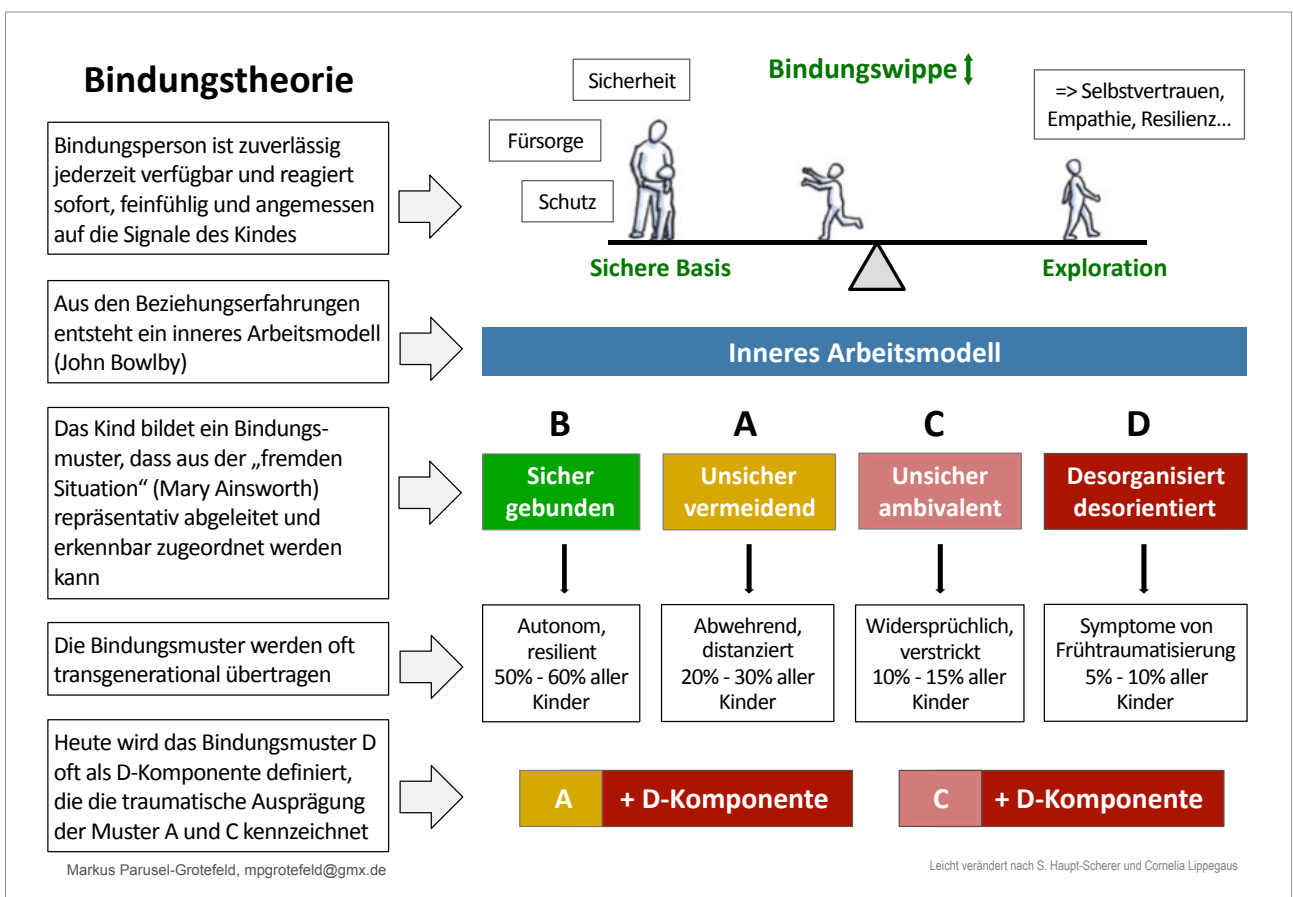 Bindungstheorie
Bindungswippe
Sicherheit
Fürsorge
Schutz
=> Selbstvertrauen,
Empathie, Resilienz...
Bindungsperson ist zuverlässig
jederzeit verfügbar und reagiert
sofort, feinfühlig und angemessen
auf die Signale des Kindes
Sichere Basis
Exploration
Aus den Beziehungserfahrungen
entsteht ein inneres Arbeitsmodell
(John Bowlby)
Inneres Arbeitsmodell
Das Kind bildet ein Bindungs-
muster, dass aus der „fremden
Situation“ (Mary Ainsworth)
repräsentativ abgeleitet und
erkennbar zugeordnet werden
kann
B
Sicher
gebunden
A
Unsicher
vermeidend
C
Unsicher
ambivalent
D
Desorganisiert
desorientiert
Die Bindungsmuster werden oft
transgenerational übertragen
Autonom,
resilient
50% - 60% aller
Kinder
Abwehrend,
distanziert
20% - 30% aller
Kinder
Widersprüchlich,
verstrickt
10% - 15% aller
Kinder
Symptome von
Frühtraumatisierung
5% - 10% aller
Kinder
Heute wird das Bindungsmuster D
oft als D-Komponente definiert,
die die traumatische Ausprägung
der Muster A und C kennzeichnet
A + D-Komponente
C + D-Komponente
Markus Parusel-Grotefeld, mpgrotefeld@gmx.de
Leicht verändert nach S. Haupt-Scherer und Cornelia Lippegaus